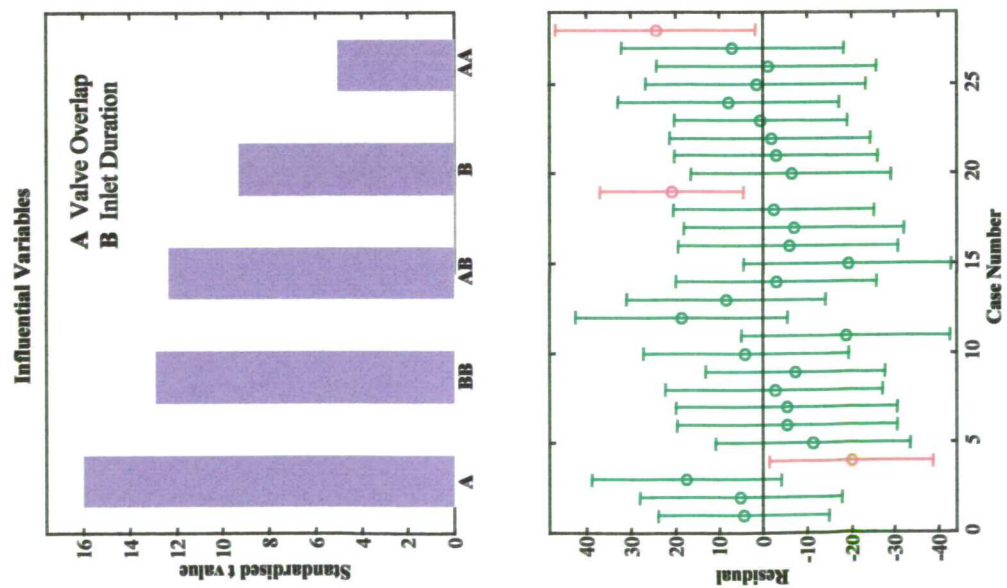 Influential Variables
Standardised t value
16
14
12
10
8
6
4
2
0
A Valve Overlap
B Inlet Duration
A
BB
AB
B
AA
Residual
40
30
20
10
0
-10
-20
-30
-40
0
5
10
15
20
25
Case Number